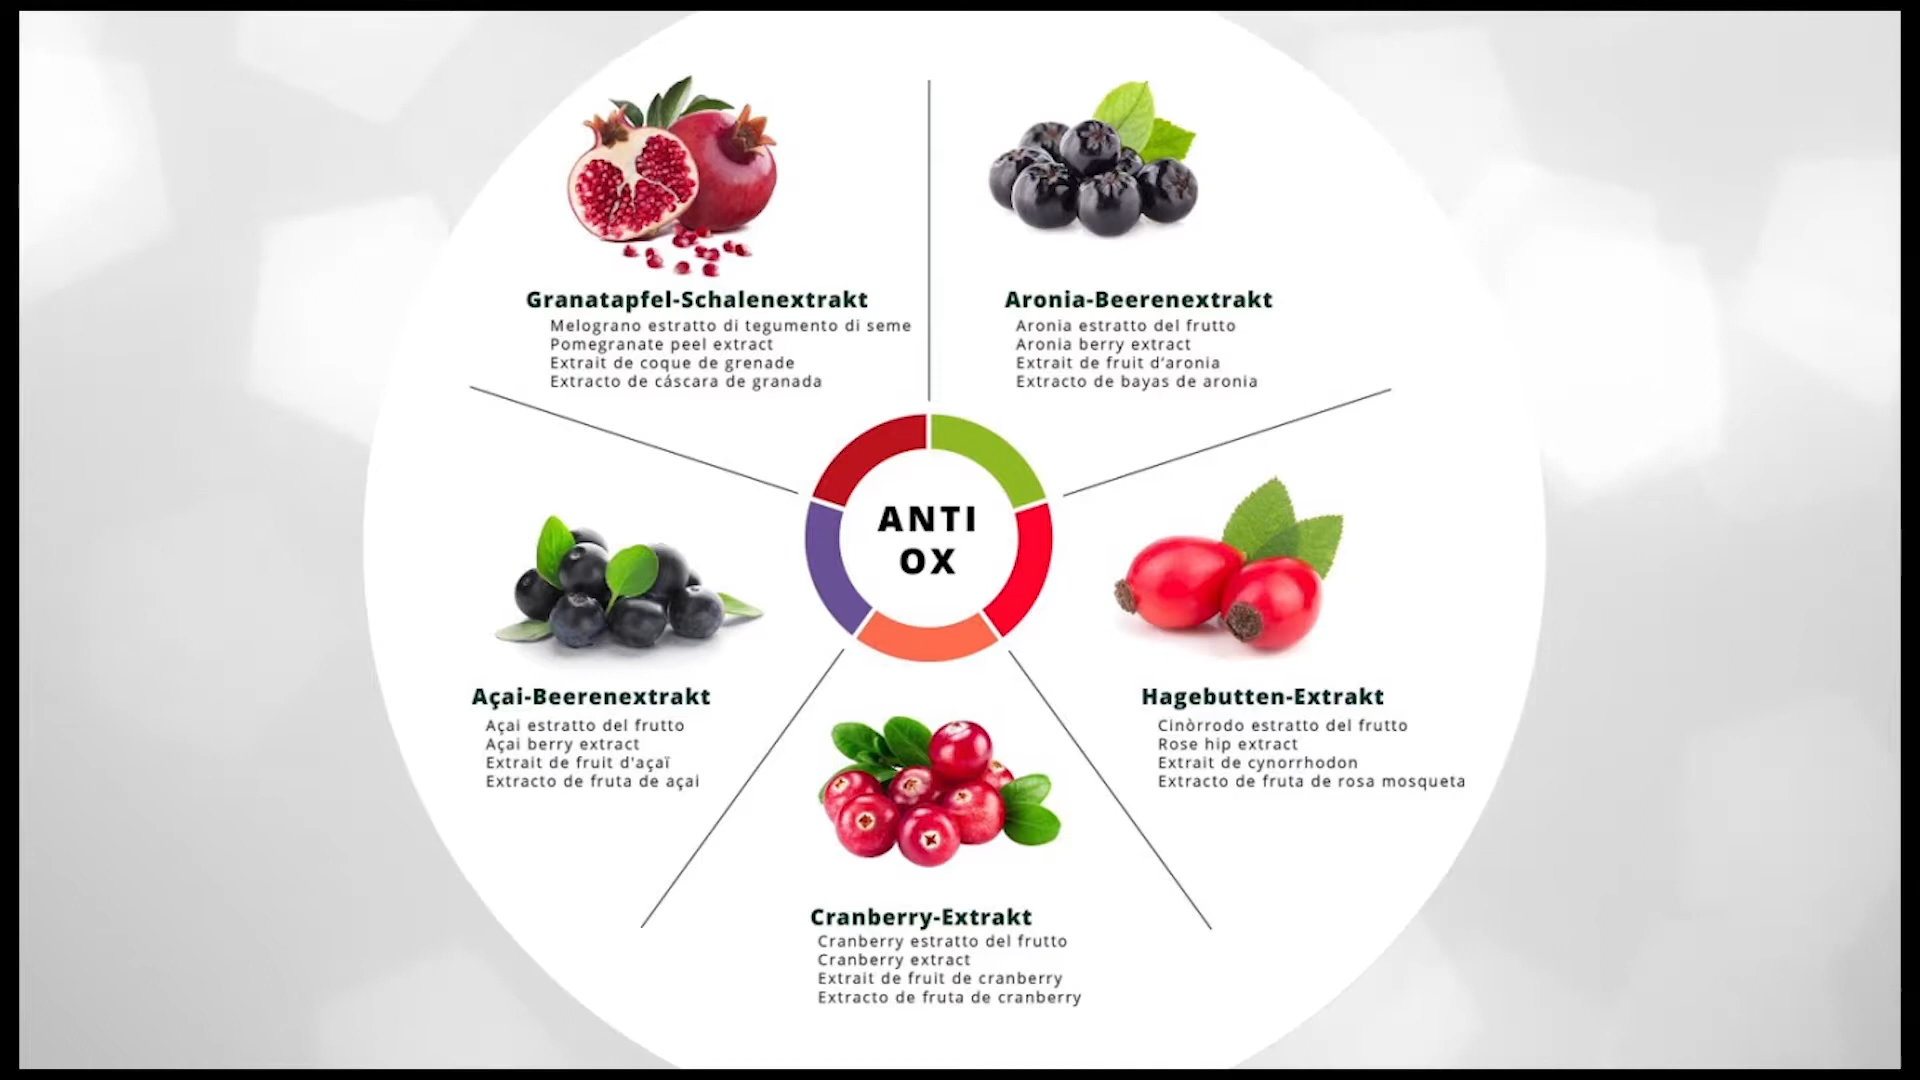 Granatapfel-Schalenextrakt
Melograno estratto di tegumento di seme
Pomegranate peel extract
Extrait de coque de grenade
Extracto de cáscara de granada
Aronia-Beerenextrakt
Aronia estratto del frutto
Aronia berry extract
Extrait de fruit d'aronia
Extracto de bayas de aronia
ANTI
OX
Açai-Beerenextrakt
Açai estratto del frutto
Açai berry extract
Extrait de fruit d'açaï
Extracto de fruta de açai
Hagebutten-Extrakt
Cinòrrodo estratto del frutto
Rose hip extract
Extrait de cynorrhodon
Extracto de fruta de rosa mosqueta
Cranberry-Extrakt
Cranberry estratto del frutto
Cranberry extract
Extrait de fruit de cranberry
Extracto de fruta de cranberry